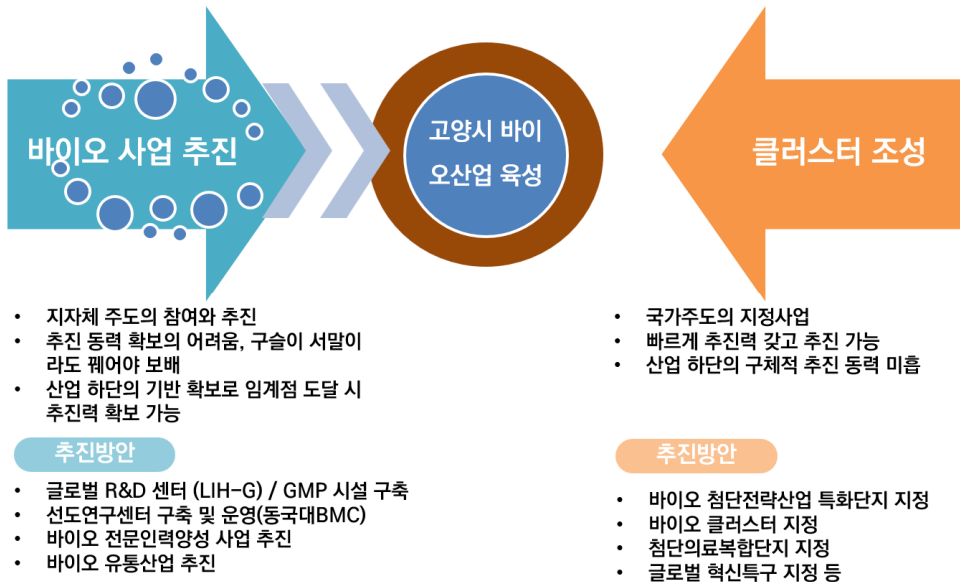 바이오 사업 추진
고양시 바이
오산업 육성
클러스터 조성
• 지자체 주도의 참여와 추진
• 추진 동력 확보의 어려움, 구슬이 서말이
라도 꿰어야 보배
• 산업 하단의 기반 확보로 임계점 도달 시
추진력 확보 가능
추진방안
• 글로벌 R&D 센터 (LIH-G) / GMP 시설 구축
• 선도연구센터 구축 및 운영(동국대BMC)
• 바이오 전문인력양성 사업 추진
• 바이오 유통산업 추진
• 국가주도의 지정사업
• 빠르게 추진력 갖고 추진 가능
• 산업 하단의 구체적 추진 동력 미흡
추진방안
• 바이오 첨단전략산업 특화단지 지정
• 바이오 클러스터 지정
• 첨단의료복합단지 지정
• 글로벌 혁신특구 지정 등